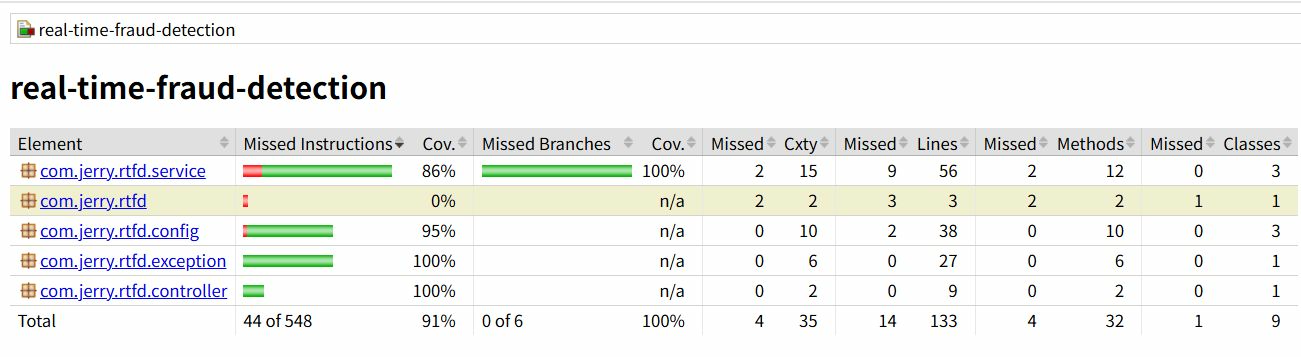 real-time-fraud-detection
real-time-fraud-detection
Element Missed Instructions Cov. Missed Branches Cov. Missed Cxty Missed Lines Missed Methods Missed Classes
com.jerry.rtfd.service 86% 100% 2 15 9 56 2 12 0 3
com.jerry.rtfd 0% n/a 2 2 3 3 2 2 1 1
com.jerry.rtfd.config 95% n/a 0 10 2 38 0 10 0 3
com.jerry.rtfd.exception 100% n/a 0 6 0 27 0 6 0 1
com.jerry.rtfd.controller 100% n/a 0 2 0 9 0 2 0 1
Total 44 of 548 91% 0 of 6 100% 4 35 14 133 4 32 1 9